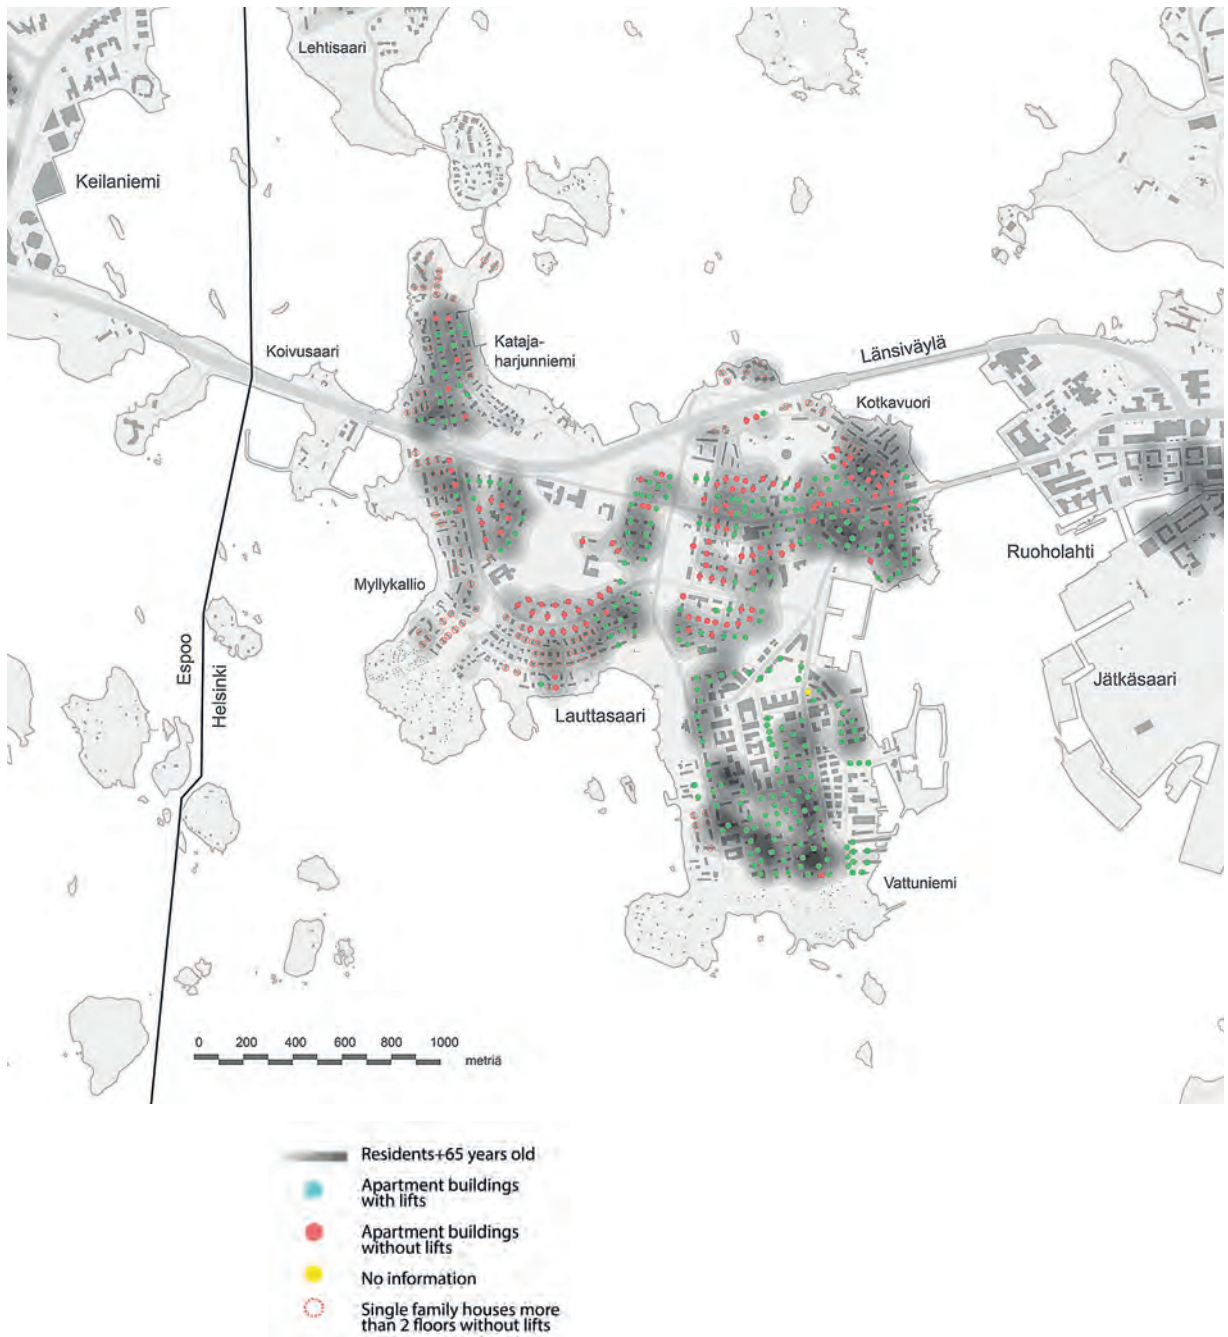 Lehtisaari
Keilaniemi
Koivusaari
Kataja-
harjunniemi
Länsiväylä
Kotkavuori
Ruoholahti
Myllykallio
Espoo
Helsinki
Lauttasaari
Jätkäsaari
Vattuniemi
0 200 400 600 800 1000
metriä
Residents+65 years old
Apartment buildings
with lifts
Apartment buildings
without lifts
No information
Single family houses more
than 2 floors without lifts